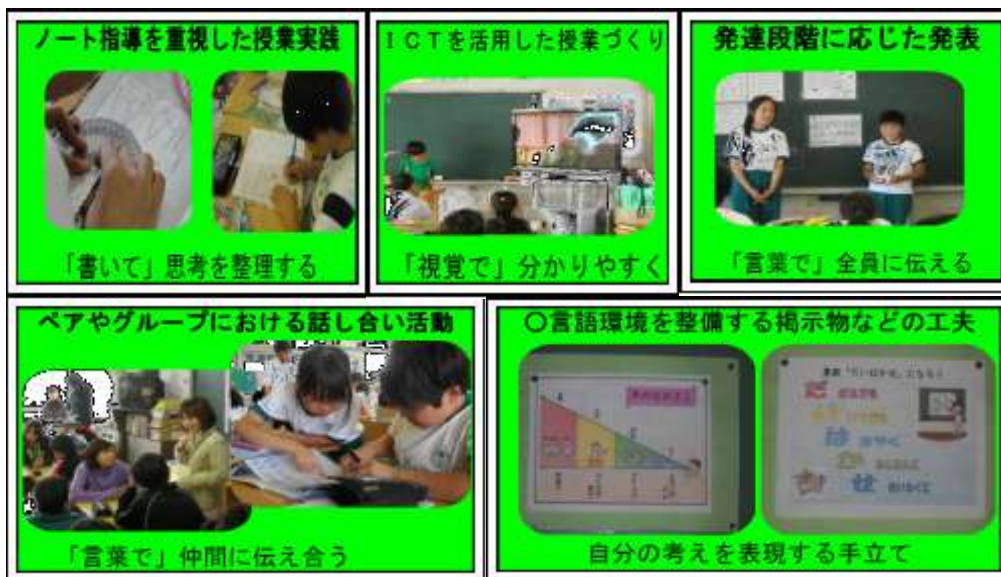 ノート指導を重視した授業実践
「書いて」思考を整理する
ＩＣＴを活用した授業づくり
「視覚で」分かりやすく
発達段階に応じた発表
「言葉で」全員に伝える
ペアやグループにおける話し合い活動
「言葉で」仲間に伝え合う
〇言語環境を整備する掲示物などの工夫
自分の考えを表現する手立て